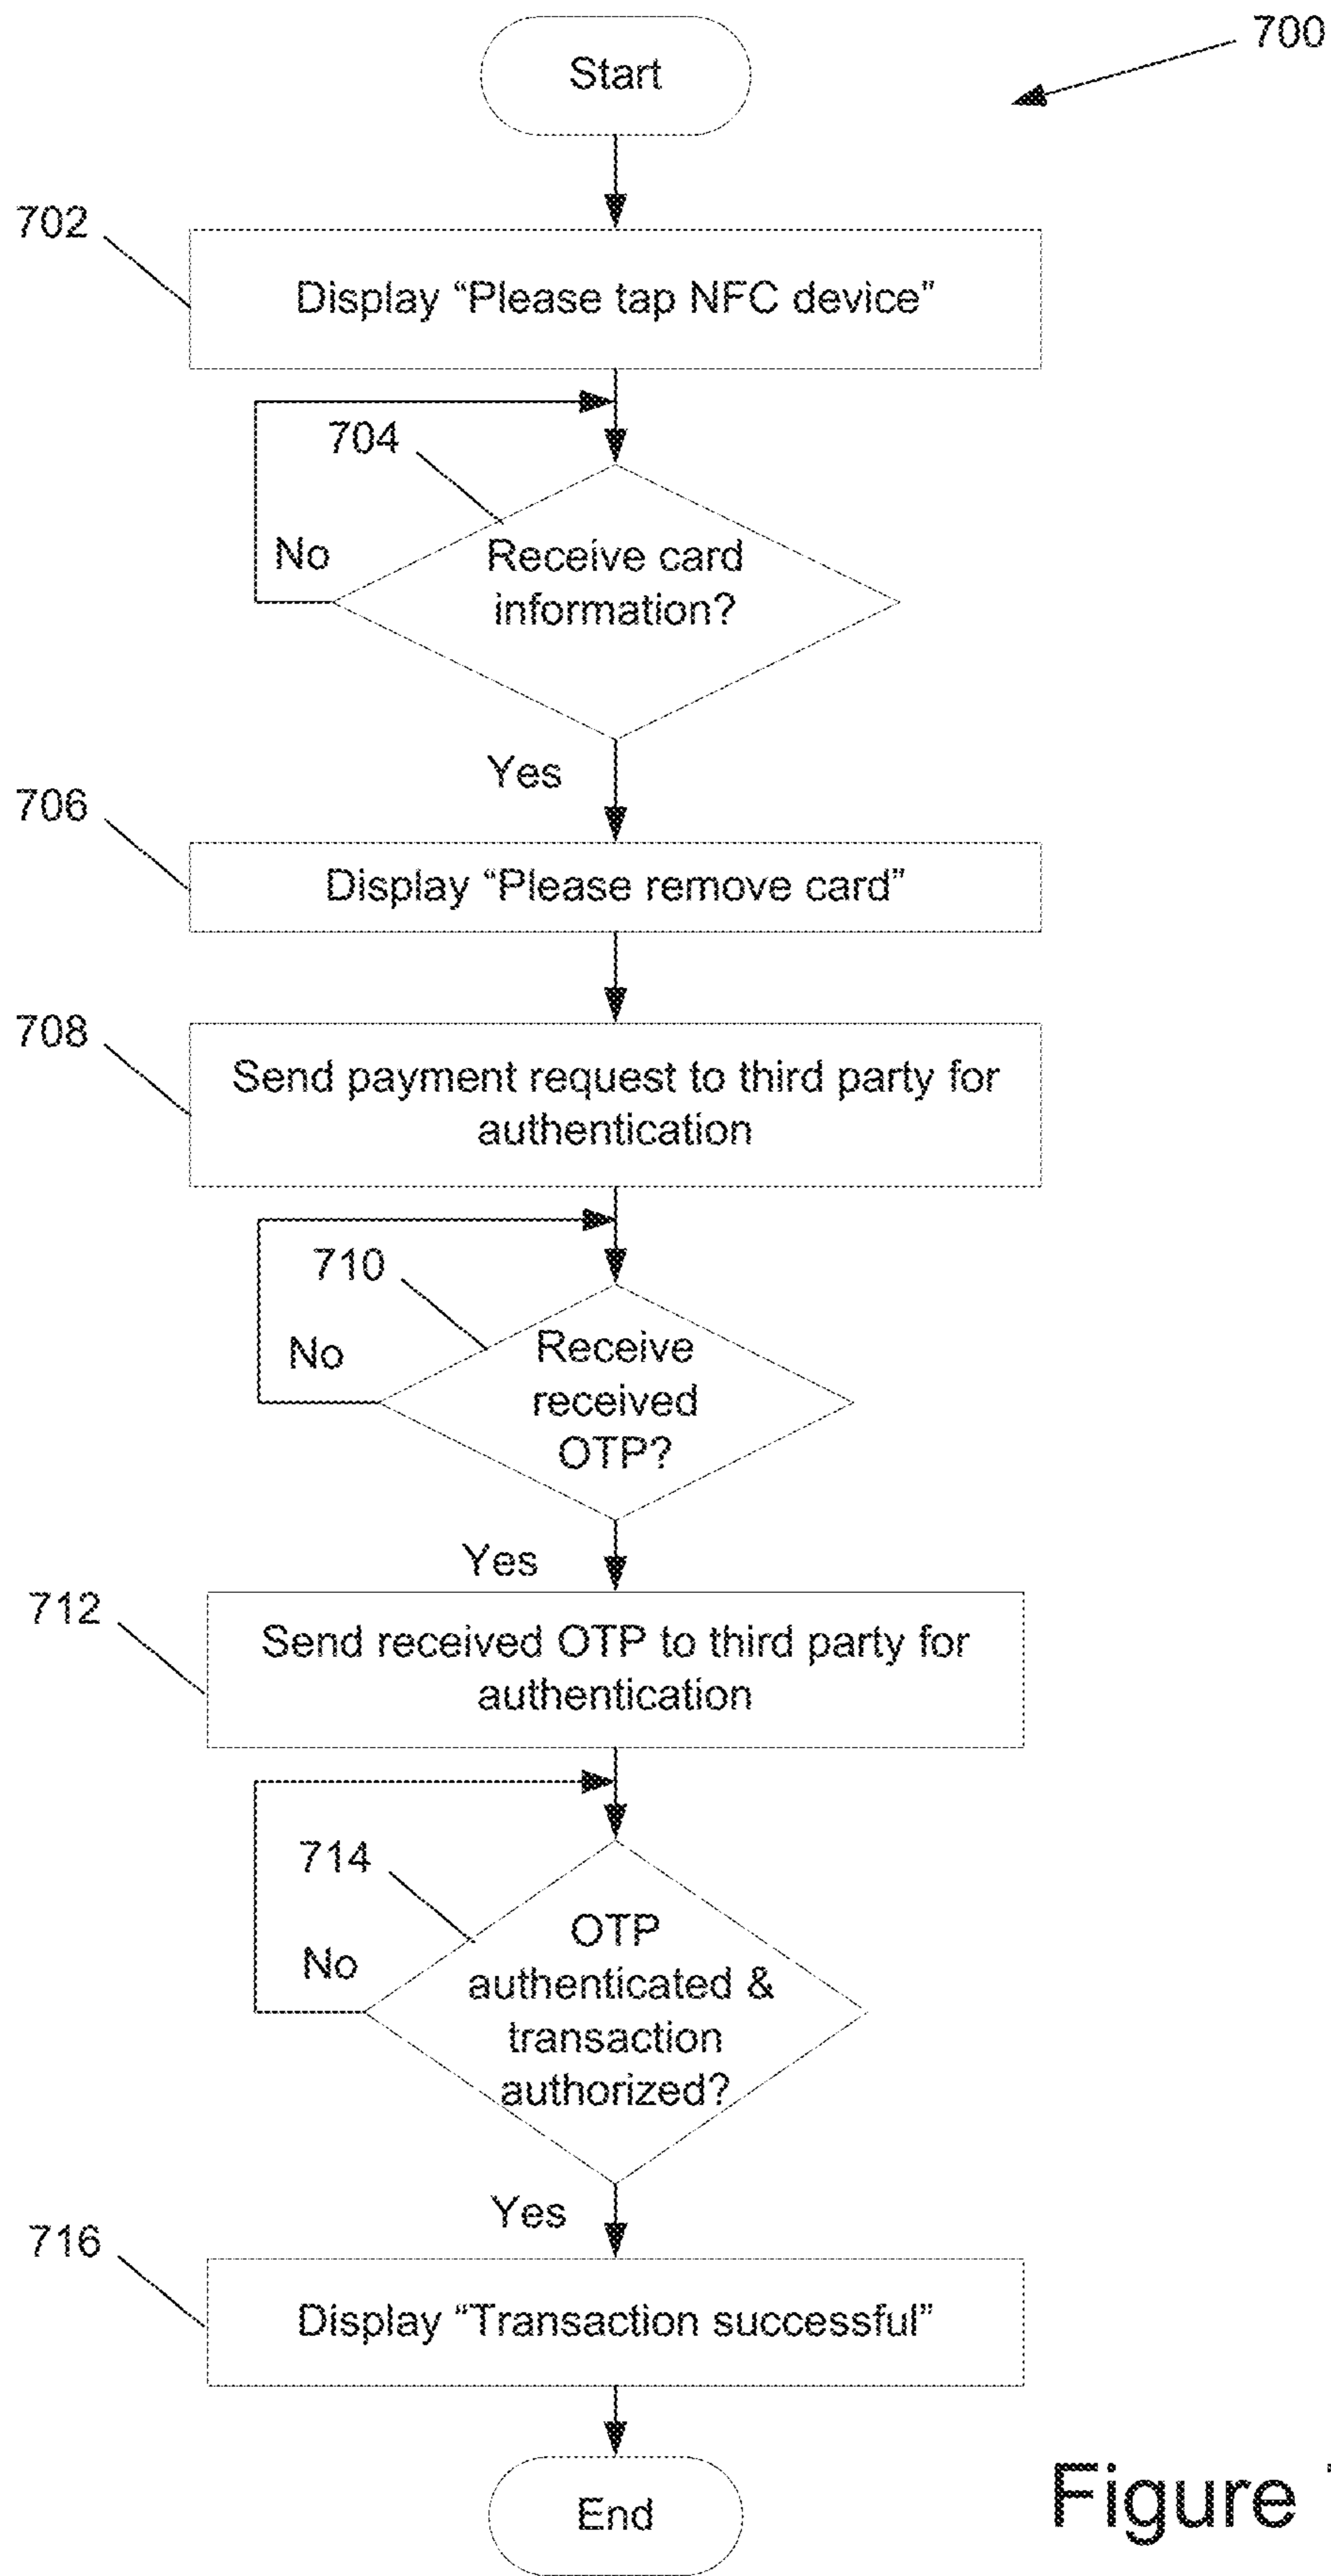 Start
700
702
Display “Please tap NFC device”
704
No
Receive card
information?
Yes
706
Display “Please remove card”
708
Send payment request to third party for
authentication
710
No
Receive
received
OTP?
Yes
712
Send received OTP to third party for
authentication
714
No
OTP
authenticated &
transaction
authorized?
Yes
716
Display “Transaction successful”
End
Figure